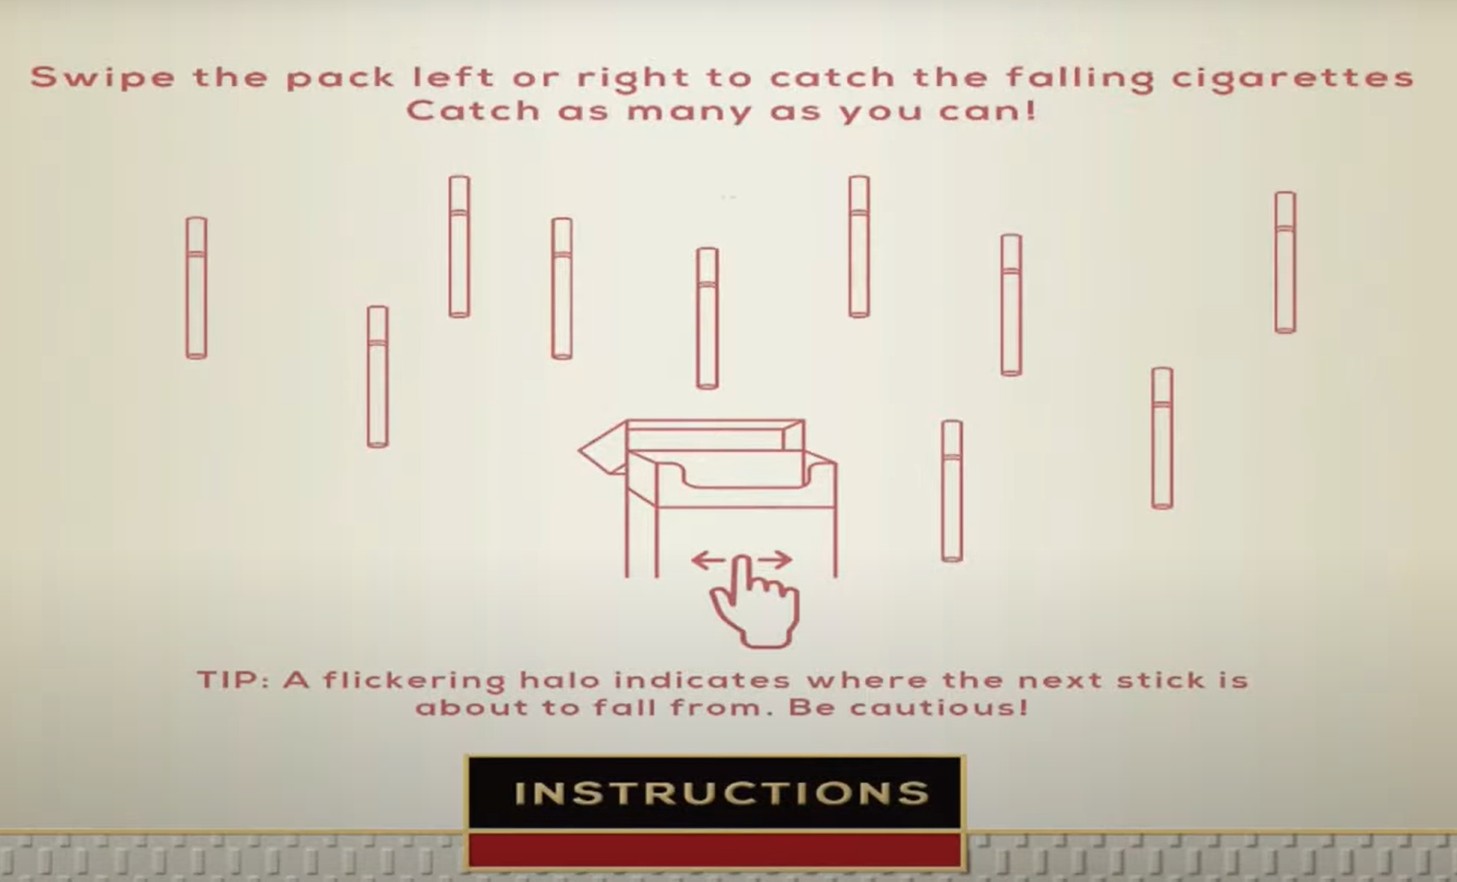 Swipe the pack left or right to catch the falling cigarettes
Catch as many as you can!
TIP: A flickering halo indicates where the next stick is
about to fall from. Be cautious!
INSTRUCTIONS